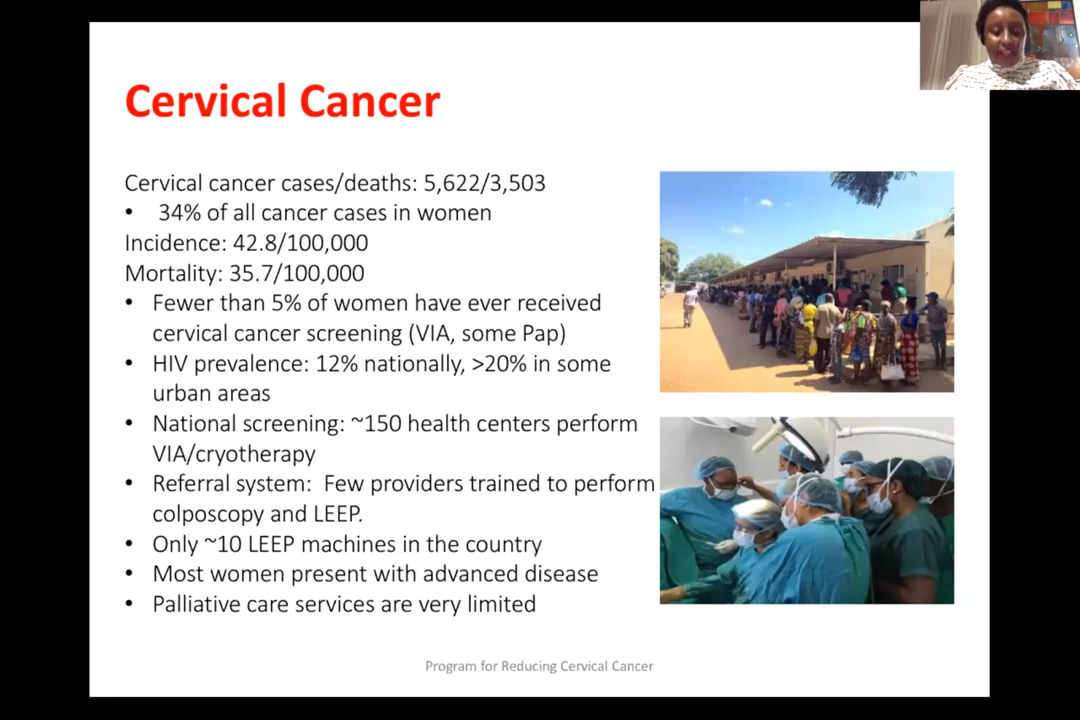 Cervical Cancer
Cervical cancer cases/deaths: 5,622/3,503
• 34% of all cancer cases in women
Incidence: 42.8/100,000
Mortality: 35.7/100,000
• Fewer than 5% of women have ever received
cervical cancer screening (VIA, some Pap)
• HIV prevalence: 12% nationally, >20% in some
urban areas
• National screening: ~150 health centers perform
VIA/cryotherapy
• Referral system: Few providers trained to perform
colposcopy and LEEP.
• Only ~10 LEEP machines in the country
• Most women present with advanced disease
• Palliative care services are very limited
Program for Reducing Cervical Cancer